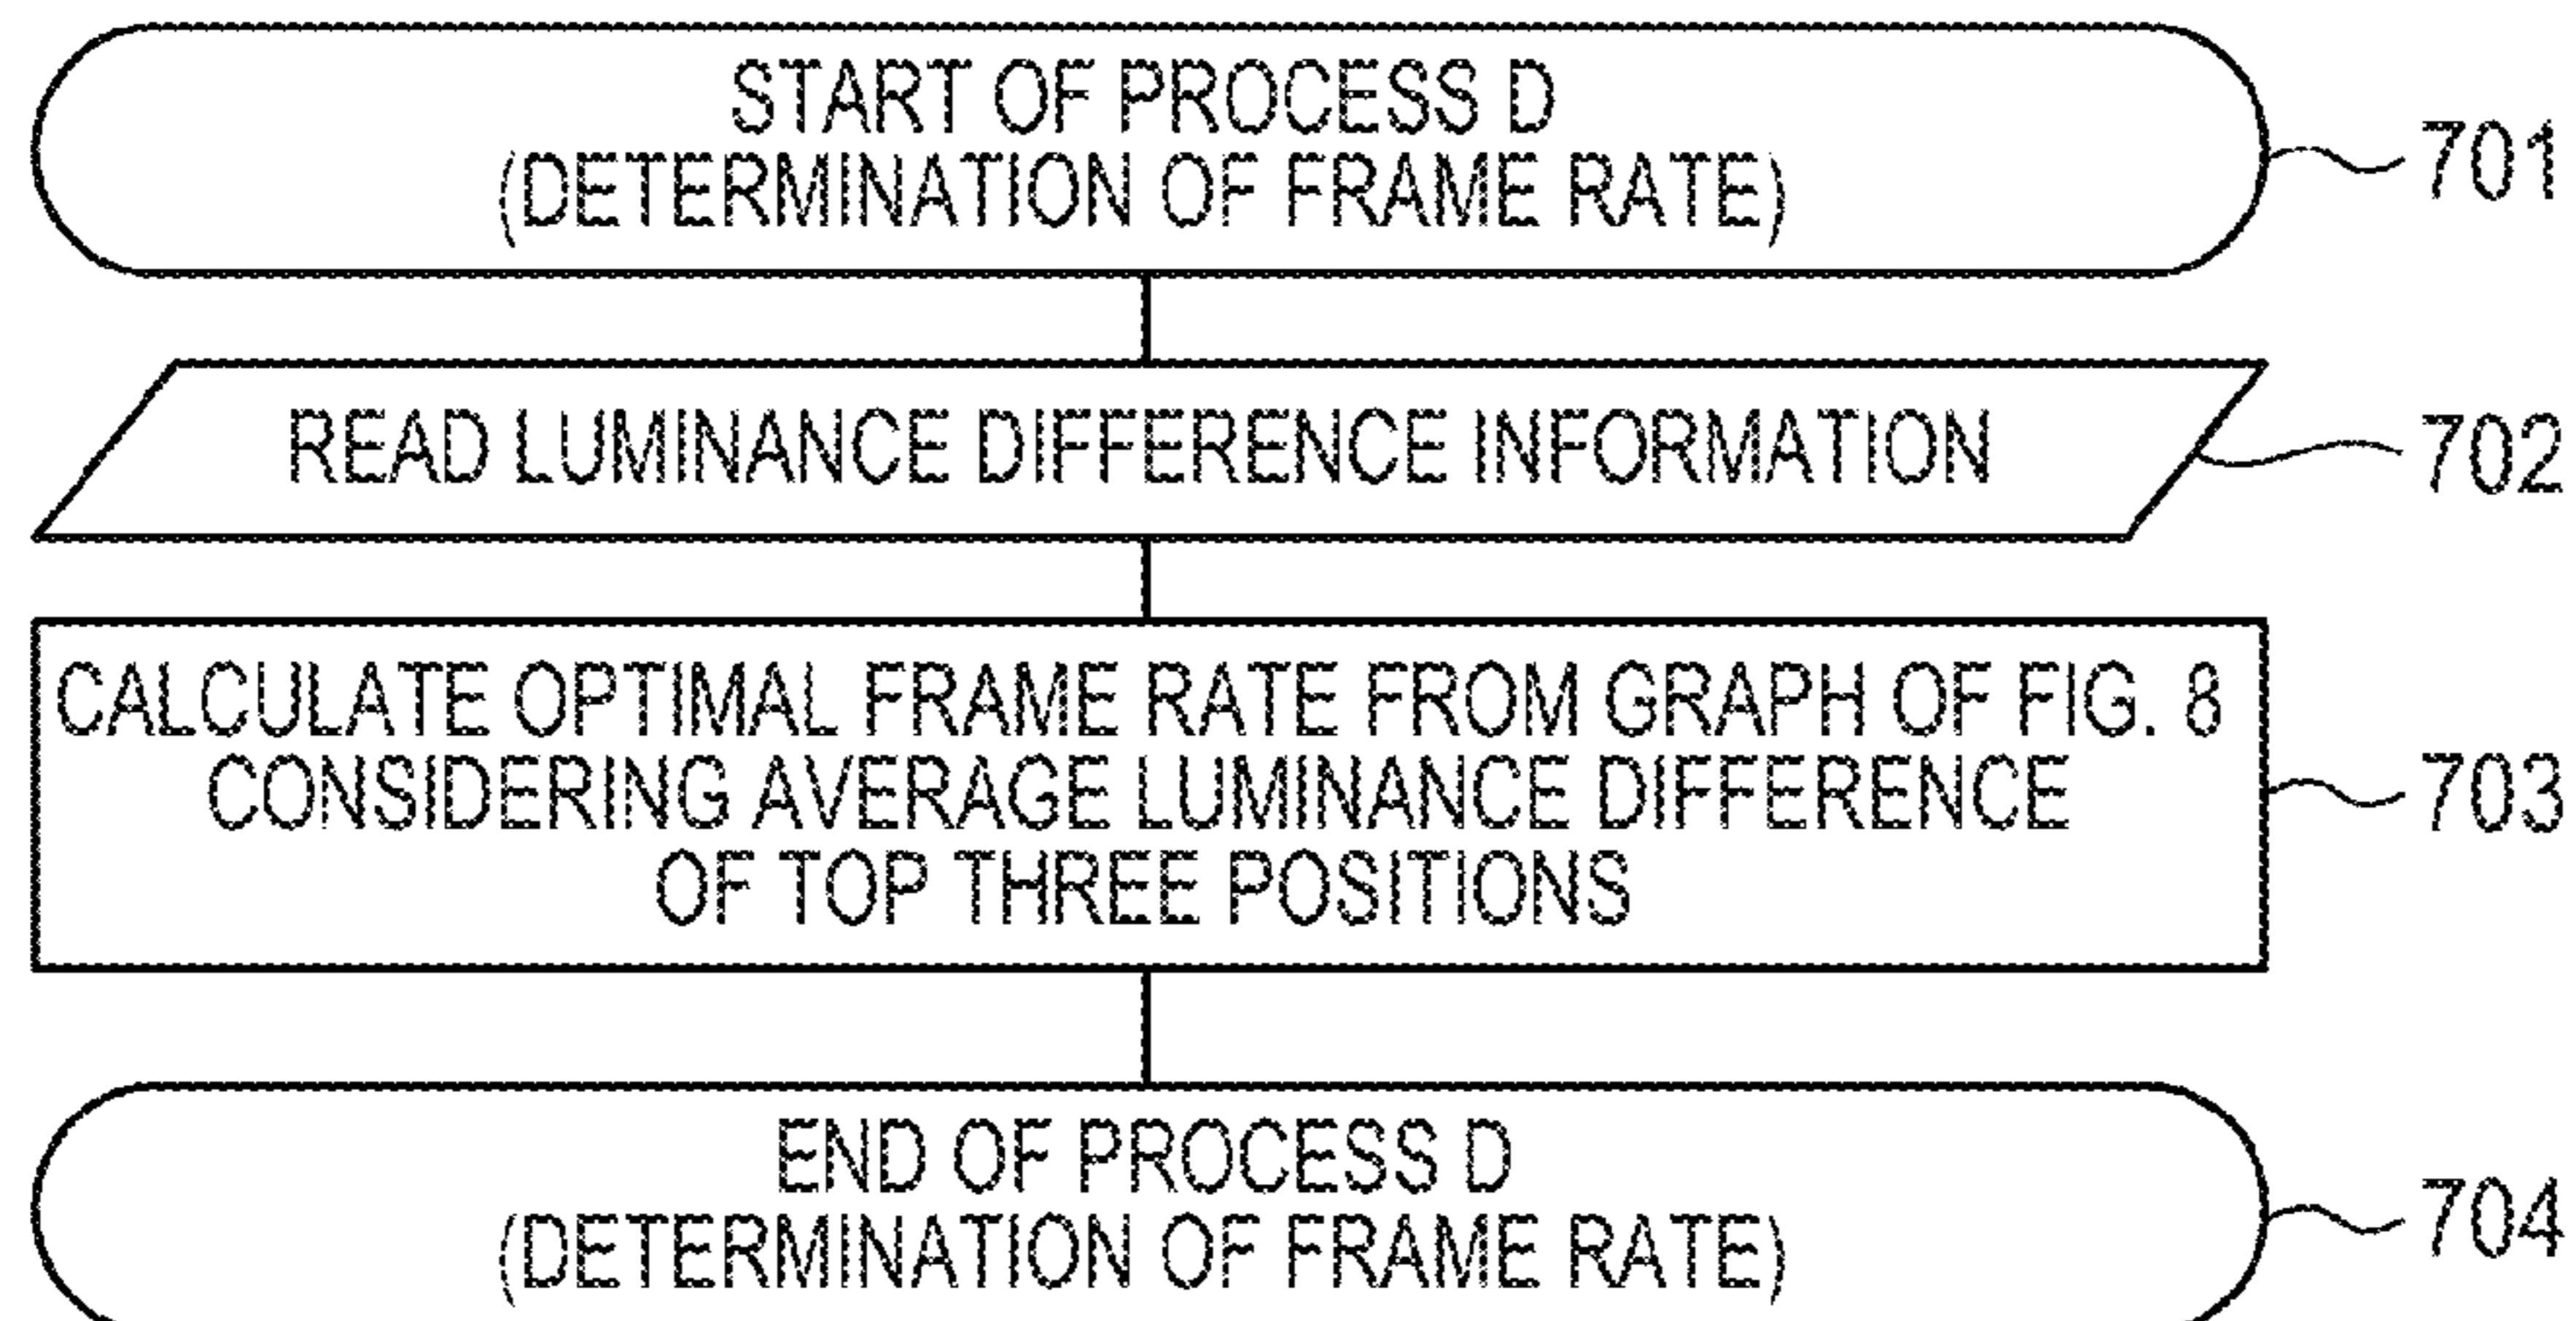 START OF PROCESS D
(DETERMINATION OF FRAME RATE)
701
READ LUMINANCE DIFFERENCE INFORMATION
702
CALCULATE OPTIMAL FRAME RATE FROM GRAPH OF FIG. 8
CONSIDERING AVERAGE LUMINANCE DIFFERENCE
OF TOP THREE POSITIONS
703
END OF PROCESS D
(DETERMINATION OF FRAME RATE)
704